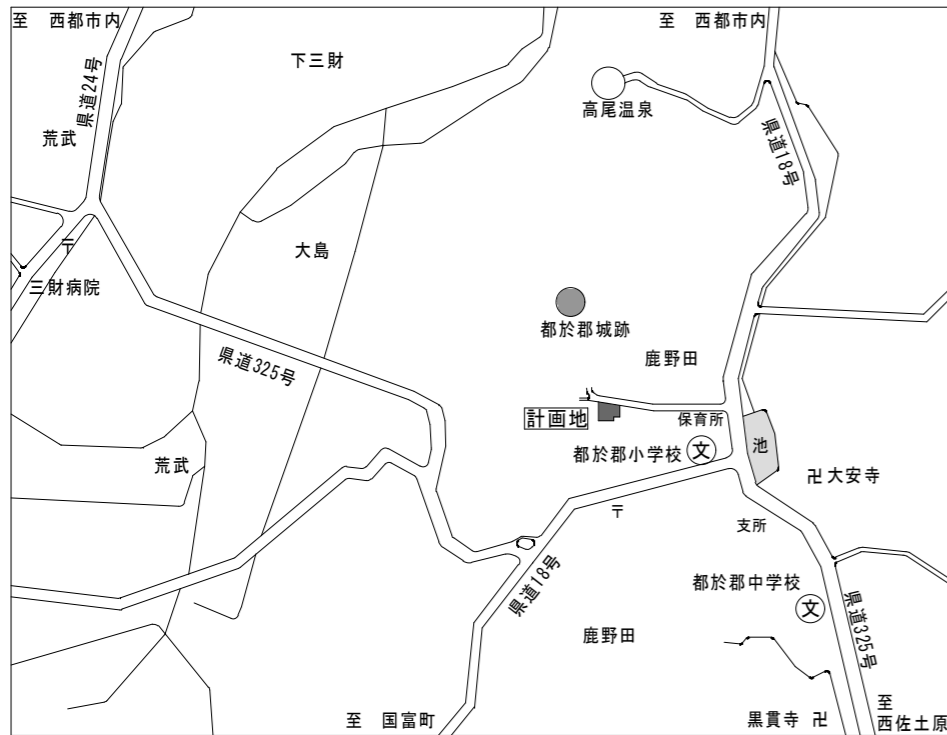 至 西都市内
至 西都市内
下三財
県道24号
高尾温泉
荒武
県道18号
〒
大島
三財病院
都於郡城跡
県道325号
鹿野田
計画地
保育所
都於郡小学校
文
池
荒武
卍大安寺
〒
支所
県道18号
都於郡中学校
文
県道325号
鹿野田
至 国富町
黒貫寺 卍
至
西佐土原